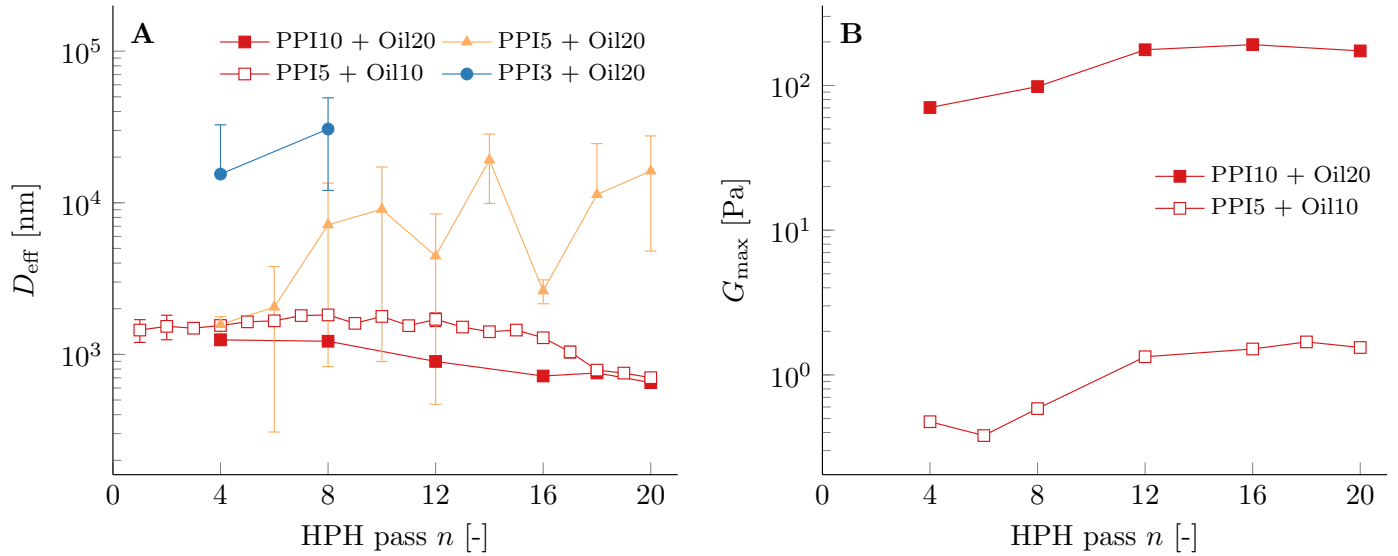 A
PPI10 + Oil20
PPI5 + Oil20
PPI5 + Oil10
PPI3 + Oil20
10^5
10^4
10^3
D_eff [nm]
0 4 8 12 16 20
HPH pass n [-]
B
10^2
10^1
10^0
G_max [Pa]
PPI10 + Oil20
PPI5 + Oil10
0 4 8 12 16 20
HPH pass n [-]